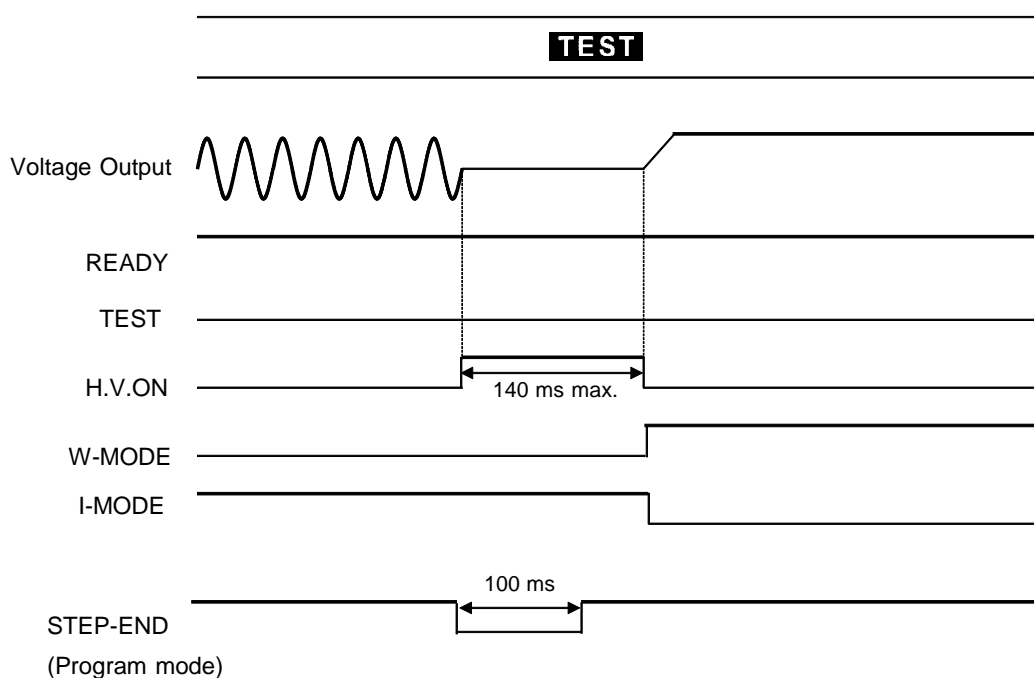 TEST
Voltage Output
READY
TEST
H.V.ON
140 ms max.
W-MODE
I-MODE
100 ms
STEP-END
(Program mode)